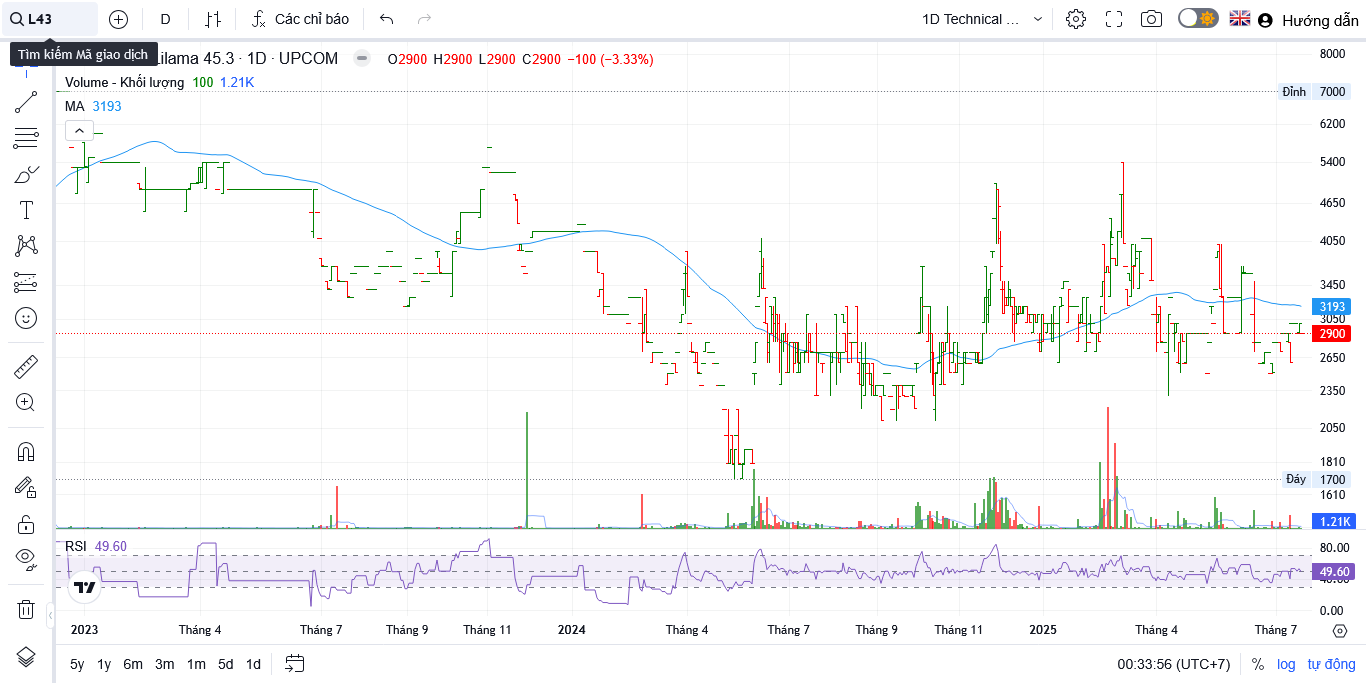 L43 D Các chỉ báo 1D Technical ... Hướng dẫn
Tìm kiếm Mã giao dịch
Lilama 45.3 · 1D · UPCOM O2900 H2900 L2900 C2900 −100 (−3.33%)
Volume - Khối lượng 100 1.21K
MA 3193
8000
Đỉnh 7000
6200
5400
4650
4050
3450
3193
3050
2900
2650
2350
2050
1810
Đáy 1700
1610
1.21K
RSI 49.60
80.00
49.60
40.00
0.00
2023 Tháng 4 Tháng 7 Tháng 9 Tháng 11 2024 Tháng 4 Tháng 7 Tháng 9 Tháng 11 2025 Tháng 4 Tháng 7
5y 1y 6m 3m 1m 5d 1d 00:33:56 (UTC+7) % log tự động